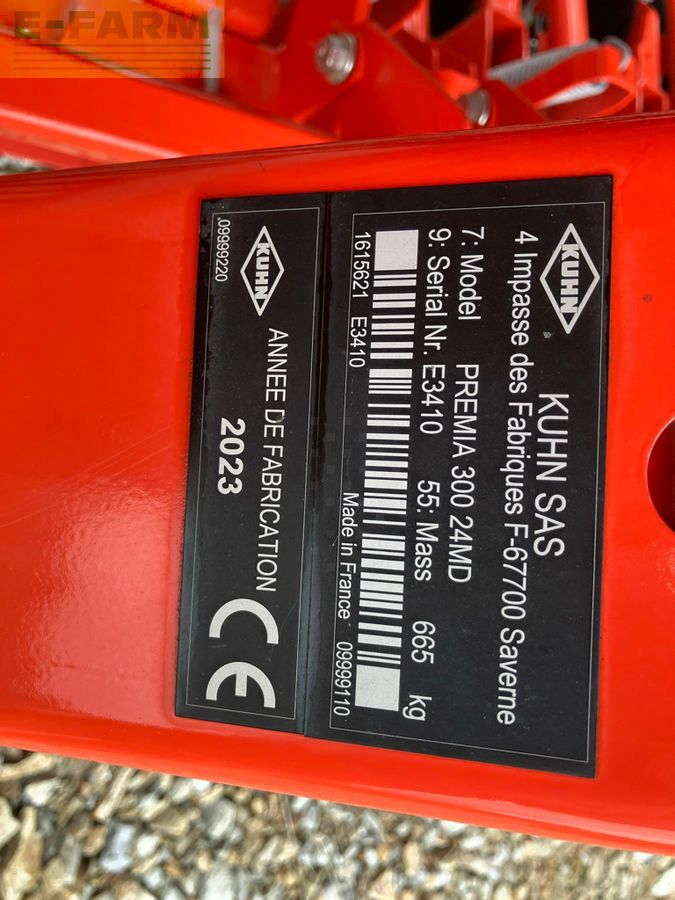 E-FARM
KUHN
KUHN SAS
4 Impasse des Fabriques F-67700 Saverne
7: Model PREMIA 300 24MD
9: Serial Nr. E3410 55: Mass 665 kg
1615621 E3410
Made in France 09999110
KUHN
ANNEE DE FABRICATION
2023
CE
09999220